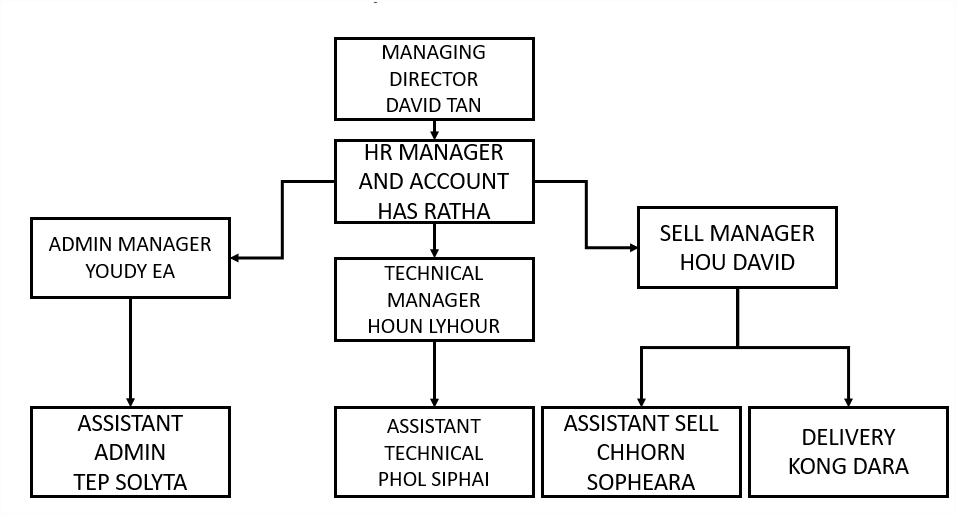 MANAGING
DIRECTOR
DAVID TAN
HR MANAGER
AND ACCOUNT
HAS RATHA
ADMIN MANAGER
YOUDY EA
TECHNICAL
MANAGER
HOUN LYHOUR
SELL MANAGER
HOU DAVID
ASSISTANT
ADMIN
TEP SOLYTA
ASSISTANT
TECHNICAL
PHOL SIPHAI
ASSISTANT SELL
CHHORN
SOPHEARA
DELIVERY
KONG DARA